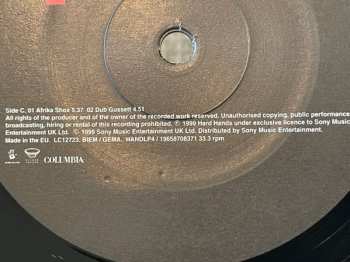 Side C, 01 Afrika Shox 5.37 02 Dub Gussett 4.51
All rights of the producer and of the owner of the recorded work reserved. Unauthorised copying, public performance
broadcasting, hiring or rental of this recording prohibited. ℗ 1999 Hard Hands under exclusive licence to Sony Music
Entertainment UK Ltd. © 1999 Sony Music Entertainment UK Ltd. Distributed by Sony Music Entertainment.
Made in the EU. LC12723. BIEM / GEMA. HANDLP4 / 19658708371 33.3 rpm
COLUMBIA